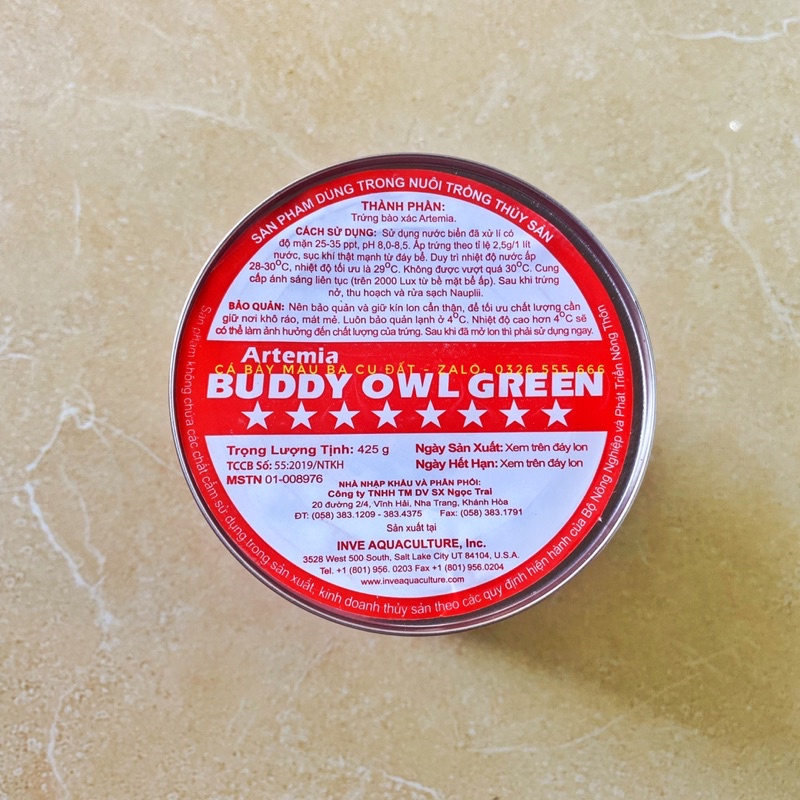 SẢN PHẨM DÙNG TRONG NUÔI TRỒNG THỦY SẢN
THÀNH PHẦN:
Trứng bào xác Artemia.
CÁCH SỬ DỤNG: Sử dụng nước biển đã xử lí có
độ mặn 25-35 ppt, pH 8,0-8,5. Ấp trứng theo tỉ lệ 2,5g/1 lít
nước, sục khí thật mạnh từ đáy bể. Duy trì nhiệt độ nước ấp
28-30°C, nhiệt độ tối ưu là 29°C. Không được vượt quá 30°C. Cung
cấp ánh sáng liên tục (trên 2000 Lux từ bề mặt bể ấp). Sau khi trứng
nở, thu hoạch và rửa sạch Nauplii.
BẢO QUẢN: Nên bảo quản và giữ kín lon cẩn thận, để tối ưu chất lượng cần
giữ nơi khô ráo, mát mẻ. Luôn bảo quản lạnh ở 4°C. Nhiệt độ cao hơn 4°C sẽ
có thể làm ảnh hưởng đến chất lượng của trứng. Sau khi đã mở lon thì phải sử dụng ngay.
Artemia
CÁ BẢY MÀU BA CU ĐẤT - ZALO: 0326.555.666
BUDDY OWL GREEN
Trọng Lượng Tịnh: 425 g
TCCB Số: 55:2019/NTKH
MSTN 01-008976
Ngày Sản Xuất: Xem trên đáy lon
Ngày Hết Hạn: Xem trên đáy lon
NHÀ NHẬP KHẨU VÀ PHÂN PHỐI:
Công ty TNHH TM DV SX Ngọc Trai
20 đường 2/4, Vĩnh Hải, Nha Trang, Khánh Hòa
ĐT: (058) 383.1209 - 383.4375 Fax: (058) 383.1791
Sản xuất tại
INVE AQUACULTURE, Inc.
3528 West 500 South, Salt Lake City UT 84104, U.S.A.
Tel. +1 (801) 956. 0203 Fax +1 (801) 956.0204
www.inveaquaculture.com
Sản phẩm không chứa các chất cấm sử dụng trong sản xuất, kinh doanh thủy sản theo các quy định hiện hành của Bộ Nông Nghiệp và Phát Triển Nông Thôn